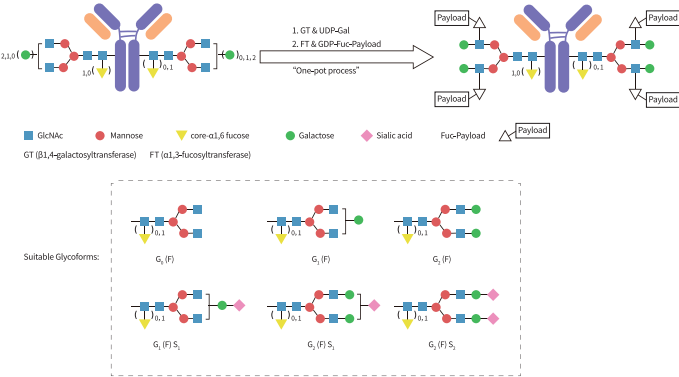 1. GT & UDP-Gal
2. FT & GDP-Fuc-Payload
"One-pot process"
2,1,0 ( )
1,0 ( )
( ) 0, 1
( ) 0, 1, 2
Payload
Payload
1,0 ( )
( ) 0, 1
Payload
Payload
GlcNAc
Mannose
core-α1,6 fucose
Galactose
Sialic acid
Fuc-Payload
Payload
GT (β1,4-galactosyltransferase)
FT (α1,3-fucosyltransferase)
Suitable Glycoforms:
( ) 0, 1
G₀ (F)
( ) 0, 1
G₁ (F)
( ) 0, 1
G₂ (F)
( ) 0, 1
G₁ (F) S₁
( ) 0, 1
G₂ (F) S₁
( ) 0, 1
G₂ (F) S₂